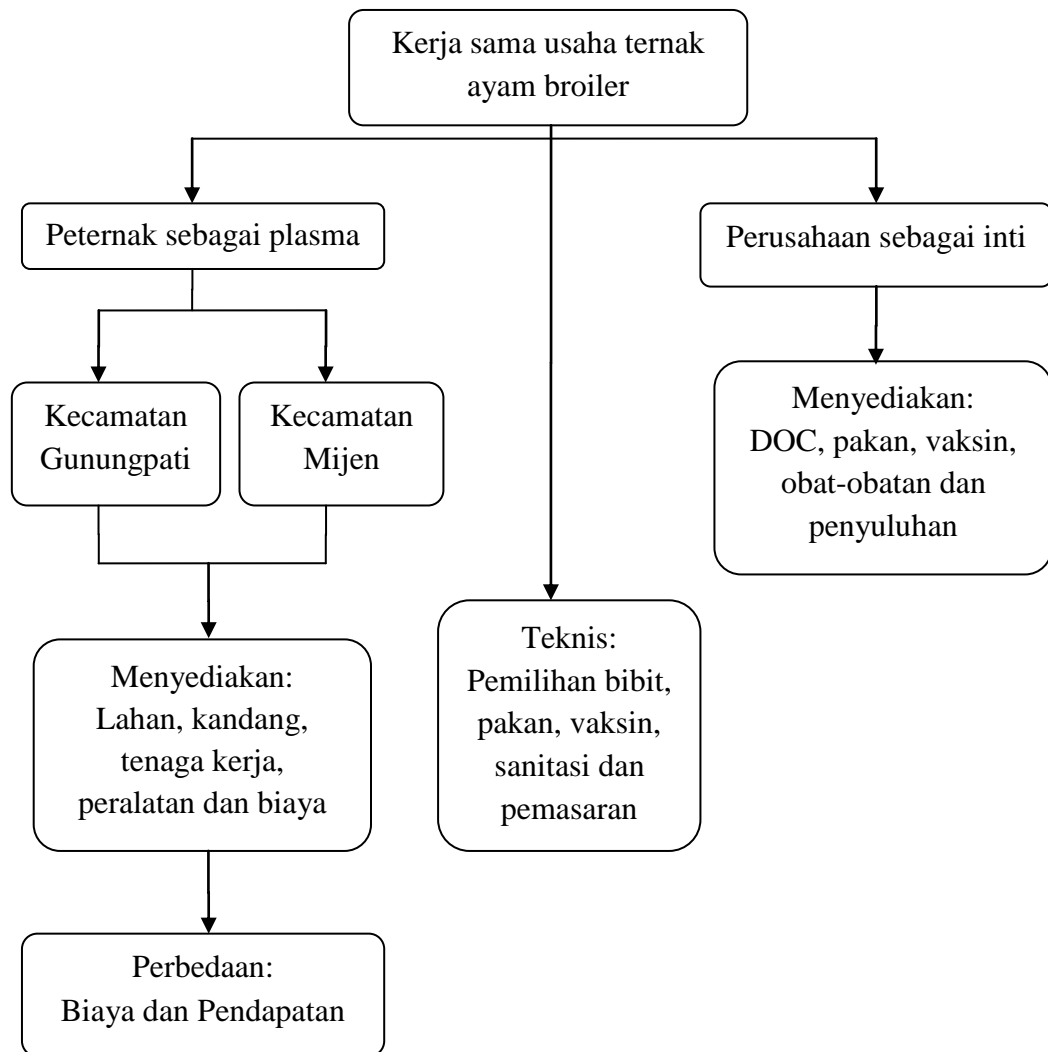 Kerja sama usaha ternak
ayam broiler
Peternak sebagai plasma
Perusahaan sebagai inti
Kecamatan
Gunungpati
Kecamatan
Mijen
Menyediakan:
DOC, pakan, vaksin,
obat-obatan dan
penyuluhan
Menyediakan:
Lahan, kandang,
tenaga kerja,
peralatan dan biaya
Teknis:
Pemilihan bibit,
pakan, vaksin,
sanitasi dan
pemasaran
Perbedaan:
Biaya dan Pendapatan